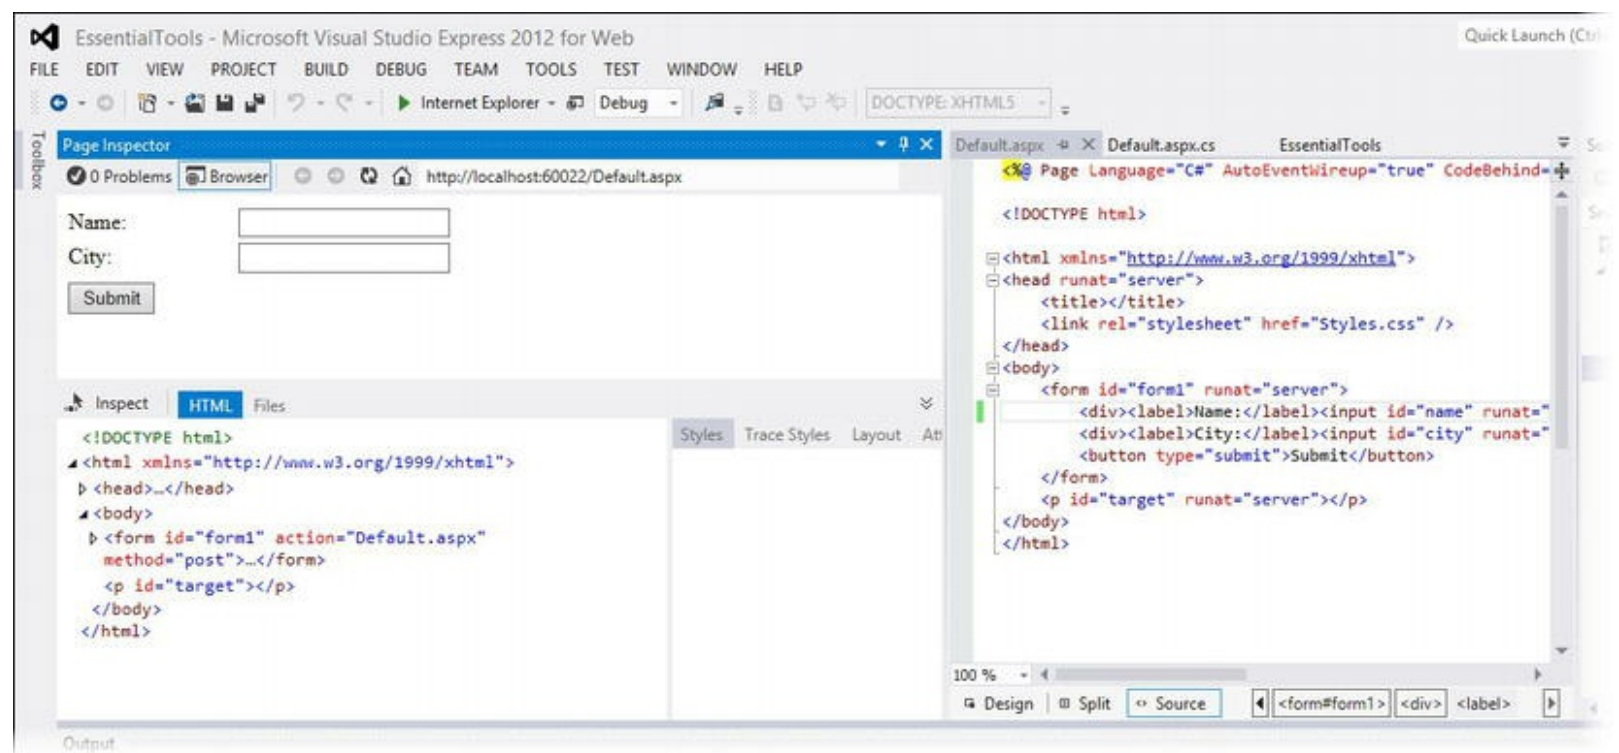 EssentialTools - Microsoft Visual Studio Express 2012 for Web
Quick Launch
FILE EDIT VIEW PROJECT BUILD DEBUG TEAM TOOLS TEST WINDOW HELP
Internet Explorer Debug DOCTYPE: XHTML5
Toolbox
Page Inspector
0 Problems Browser http://localhost:60022/Default.aspx
Name:
City:
Submit
Inspect HTML Files
Styles Trace Styles Layout
<!DOCTYPE html>
<html xmlns="http://www.w3.org/1999/xhtml">
<head>…</head>
<body>
<form id="form1" action="Default.aspx"
method="post">…</form>
<p id="target"></p>
</body>
</html>
Default.aspx Default.aspx.cs EssentialTools
<%@ Page Language="C#" AutoEventWireup="true" CodeBehind=
<!DOCTYPE html>
<html xmlns="http://www.w3.org/1999/xhtml">
<head runat="server">
<title></title>
<link rel="stylesheet" href="Styles.css" />
</head>
<body>
<form id="form1" runat="server">
<div><label>Name:</label><input id="name" runat="
<div><label>City:</label><input id="city" runat="
<button type="submit">Submit</button>
</form>
<p id="target" runat="server"></p>
</body>
</html>
100 %
Design Split Source <form#form1> <div> <label>
Output